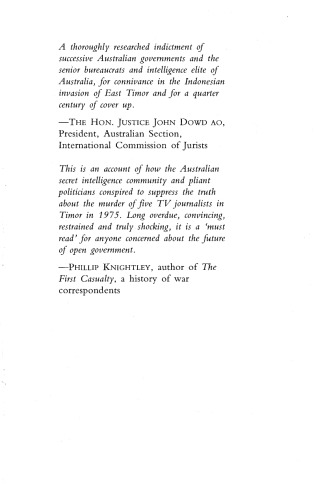 A thoroughly researched indictment of
successive Australian governments and the
senior bureaucrats and intelligence elite of
Australia, for connivance in the Indonesian
invasion of East Timor and for a quarter
century of cover up.
—THE HON. JUSTICE JOHN DOWD AO,
President, Australian Section,
International Commission of Jurists
This is an account of how the Australian
secret intelligence community and pliant
politicians conspired to suppress the truth
about the murder of five TV journalists in
Timor in 1975. Long overdue, convincing,
restrained and truly shocking, it is a 'must
read' for anyone concerned about the future
of open government.
—PHILLIP KNIGHTLEY, author of The
First Casualty, a history of war
correspondents